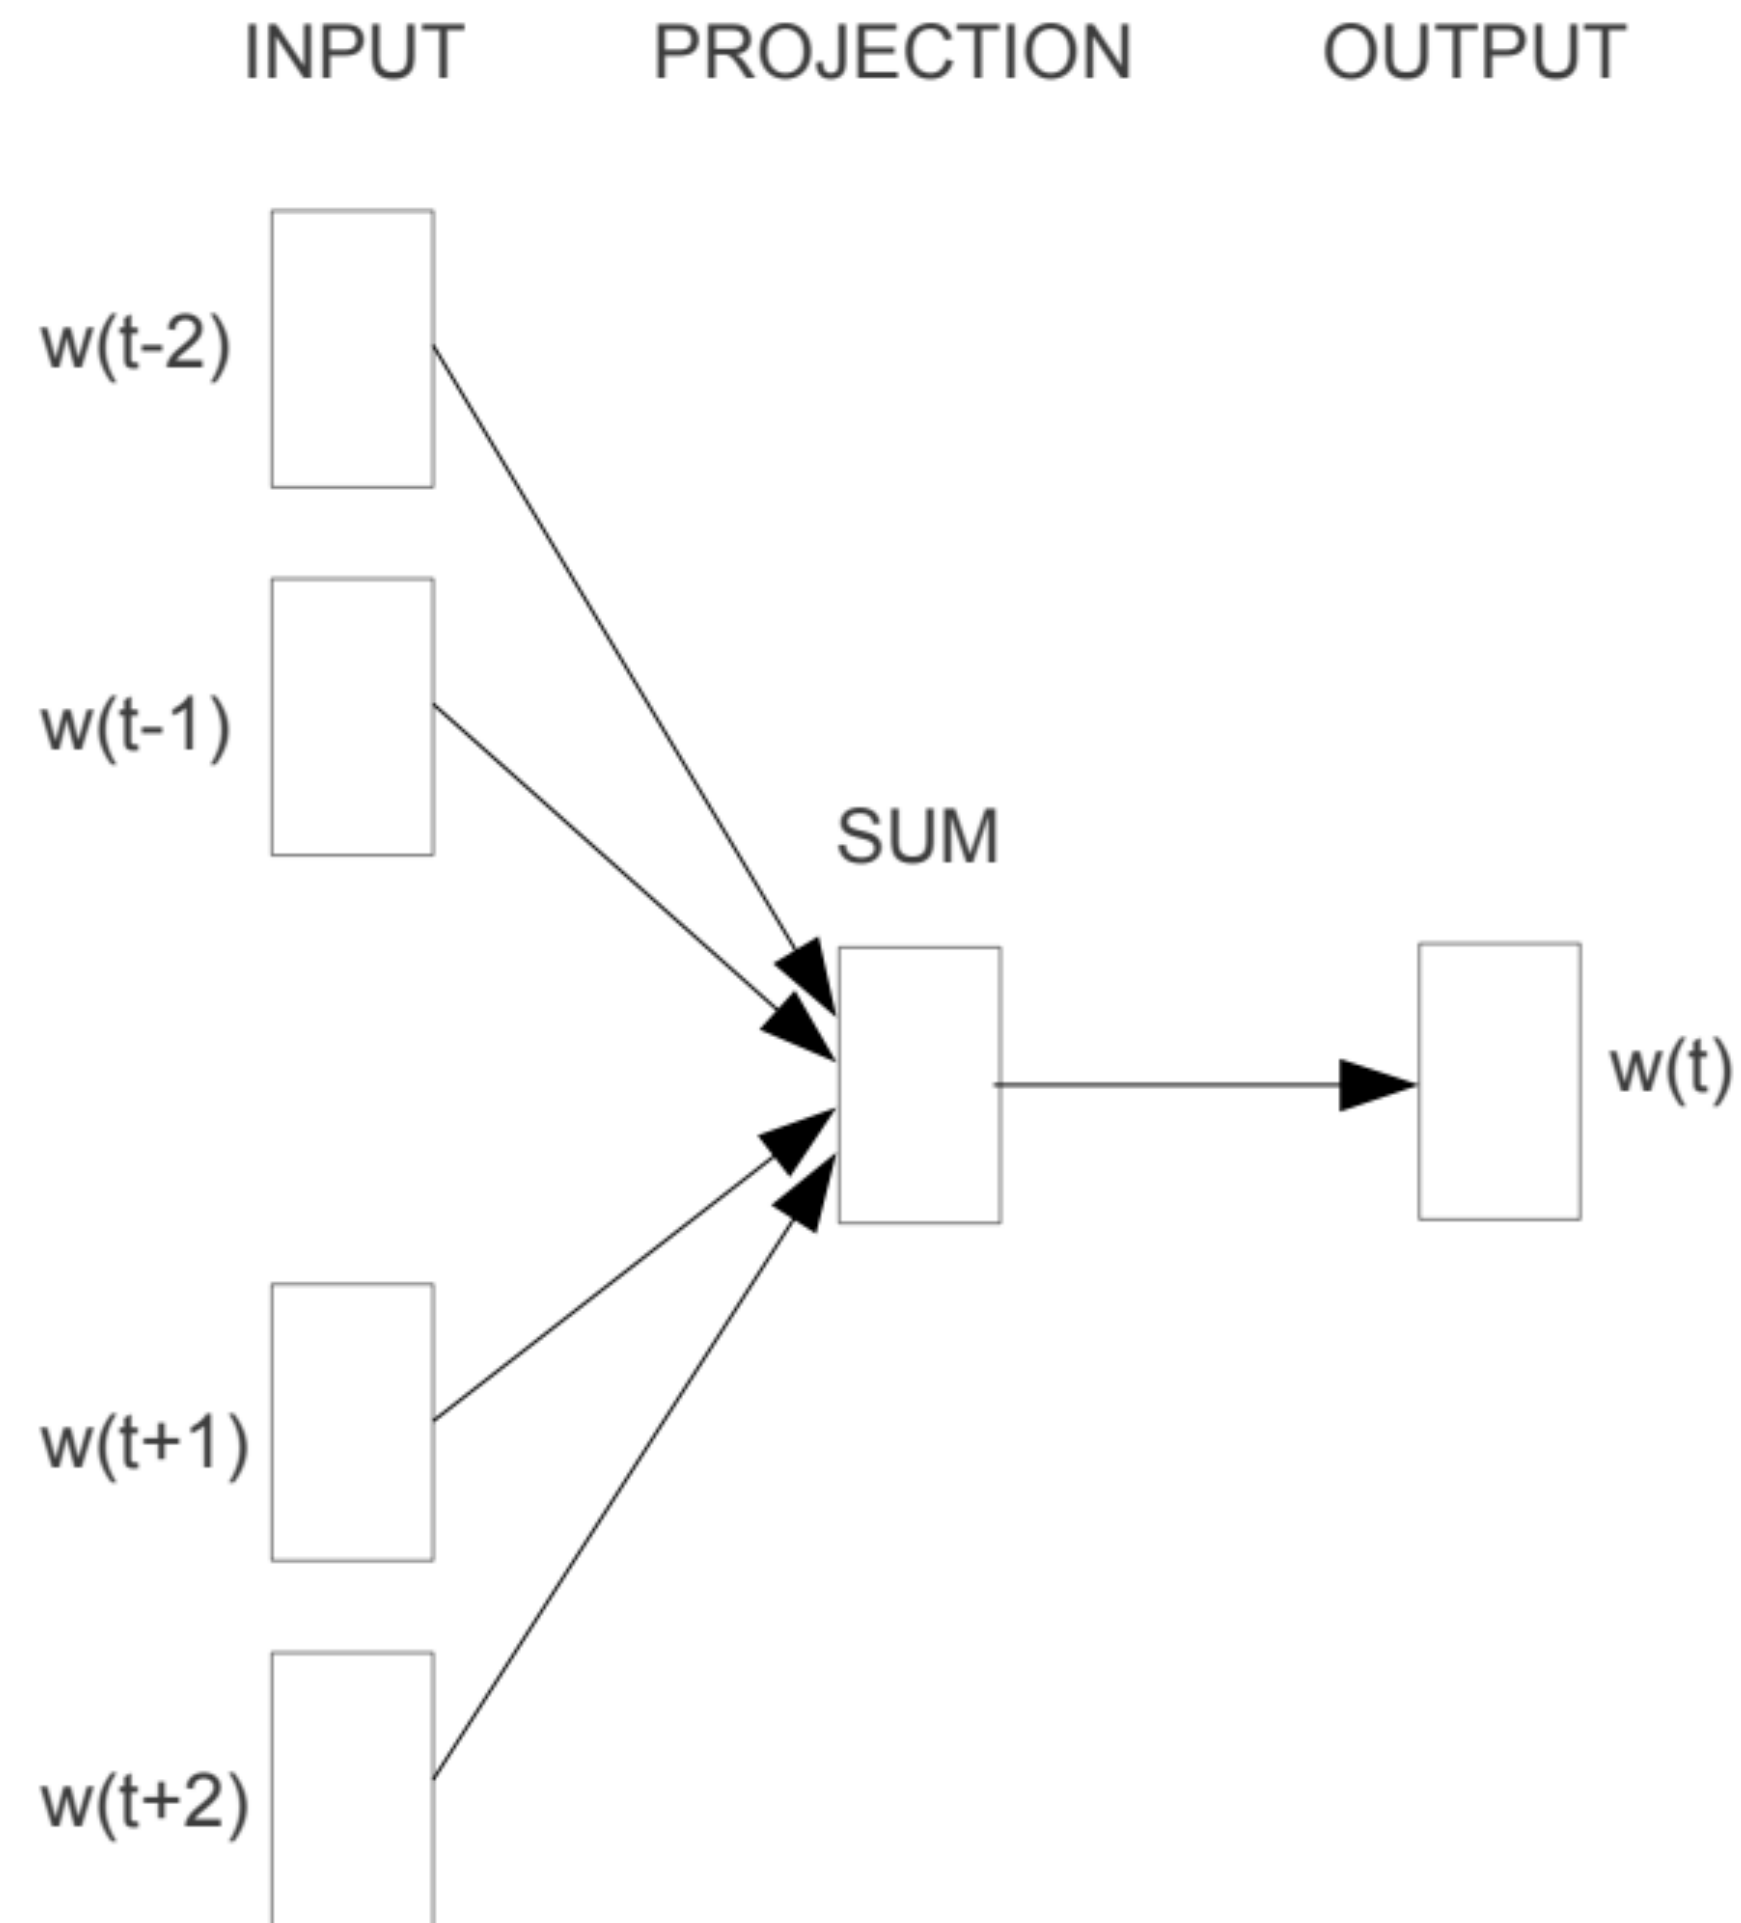 INPUT PROJECTION OUTPUT
w(t-2)
w(t-1)
SUM
w(t)
w(t+1)
w(t+2)